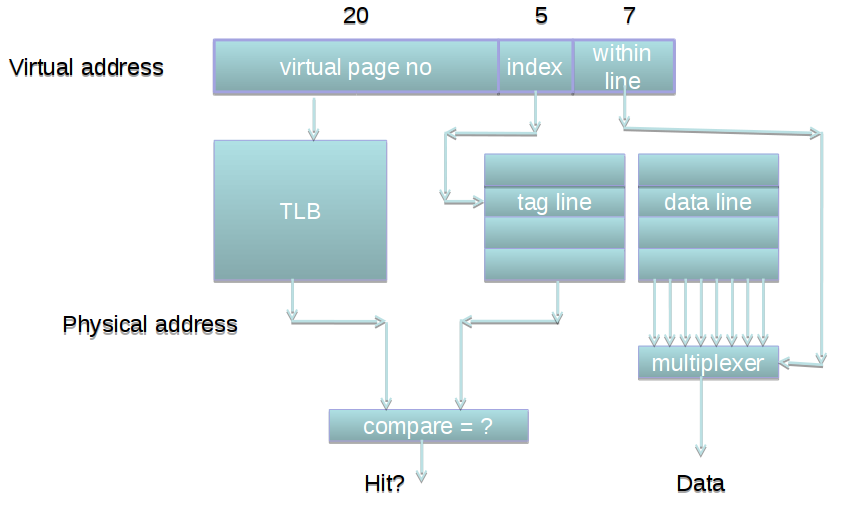 20 5 7
Virtual address virtual page no index within
line
TLB tag line data line
Physical address
multiplexer
compare = ?
Hit? Data